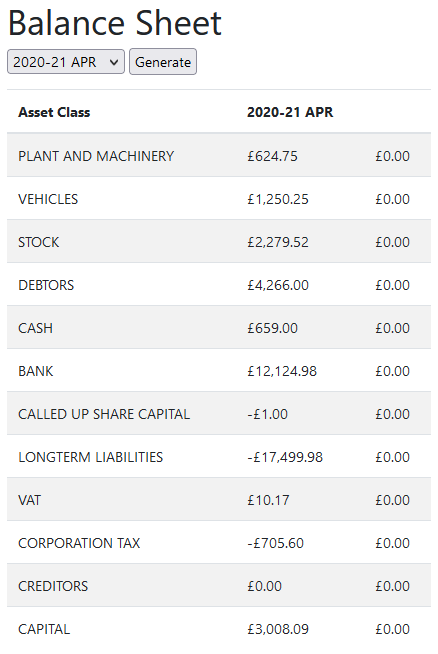 Balance Sheet
2020-21 APR Generate
Asset Class 2020-21 APR
PLANT AND MACHINERY £624.75 £0.00
VEHICLES £1,250.25 £0.00
STOCK £2,279.52 £0.00
DEBTORS £4,266.00 £0.00
CASH £659.00 £0.00
BANK £12,124.98 £0.00
CALLED UP SHARE CAPITAL -£1.00 £0.00
LONGTERM LIABILITIES -£17,499.98 £0.00
VAT £10.17 £0.00
CORPORATION TAX -£705.60 £0.00
CREDITORS £0.00 £0.00
CAPITAL £3,008.09 £0.00